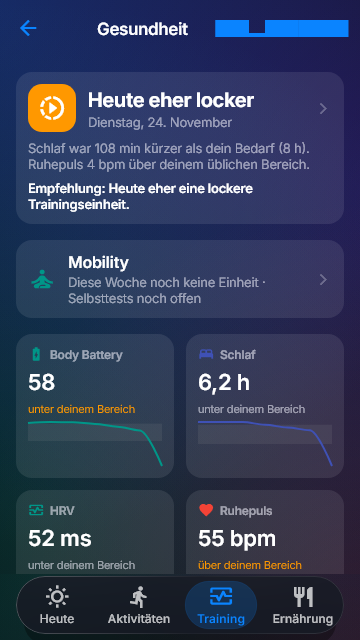 Gesundheit
Heute eher locker
Dienstag, 24. November
Schlaf war 108 min kürzer als dein Bedarf (8 h).
Ruhepuls 4 bpm über deinem üblichen Bereich.
Empfehlung: Heute eher eine lockere
Trainingseinheit.
Mobility
Diese Woche noch keine Einheit ·
Selbsttests noch offen
Body Battery
58
unter deinem Bereich
Schlaf
6,2 h
unter deinem Bereich
HRV
52 ms
unter deinem Bereich
Ruhepuls
55 bpm
über deinem Bereich
Heute
Aktivitäten
Training
Ernährung